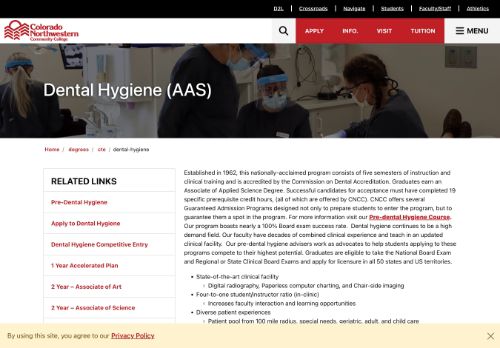 D2L | Crossroads | Navigate | Students | Faculty/Staff | Athletics
Colorado
Northwestern
Community College
APPLY INFO. VISIT TUITION MENU
Dental Hygiene (AAS)
Home / degrees / cte / dental-hygiene
RELATED LINKS
Pre-Dental Hygiene
Apply to Dental Hygiene
Dental Hygiene Competitive Entry
1 Year Accelerated Plan
2 Year – Associate of Art
2 Year – Associate of Science
Established in 1962, this nationally-acclaimed program consists of five semesters of instruction and
clinical training and is accredited by the Commission on Dental Accreditation. Graduates earn an
Associate of Applied Science Degree. Successful candidates for acceptance must have completed 19
specific prerequisite credit hours, (all of which are offered by CNCC). CNCC offers several
Guaranteed Admission Programs designed not only to prepare students to enter the program, but to
guarantee them a spot in the program. For more information visit our Pre-dental Hygiene Course.
Our program boasts nearly a 100% Board exam success rate. Dental hygiene continues to be a high
demand field. Our faculty have decades of combined clinical experience and teach in an updated
clinical facility. Our pre-dental hygiene advisors work as advocates to help students applying to these
programs compete to their highest potential. Graduates are eligible to take the National Board Exam
and Regional or State Clinical Board Exams and apply for licensure in all 50 states and US territories.
• State-of-the-art clinical facility
Digital radiography, Paperless computer charting, and Chair-side imaging
• Four-to-one student/instructor ratio (in-clinic)
Increases faculty interaction and learning opportunities
• Diverse patient experiences
Patient pool from 100 mile radius, special needs, geriatric, adult, and child care
By using this site, you agree to our Privacy Policy